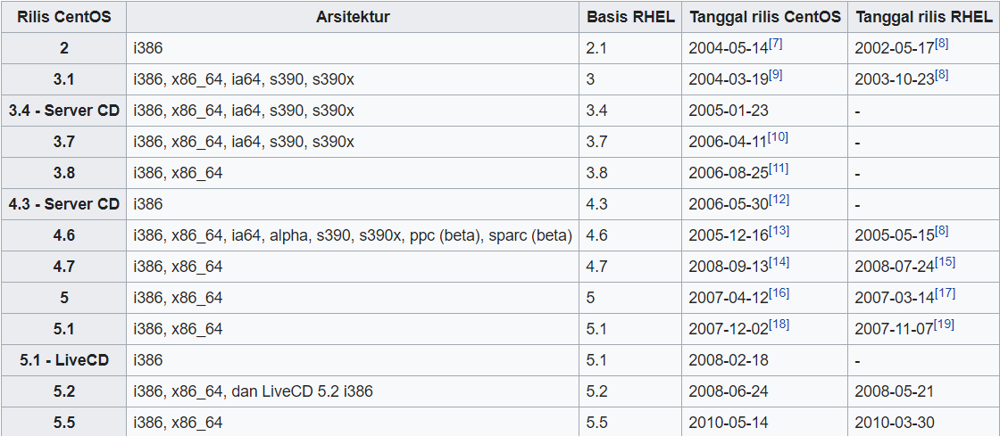 Rilis CentOS Arsitektur Basis RHEL Tanggal rilis CentOS Tanggal rilis RHEL
2 i386 2.1 2004-05-14[7] 2002-05-17[8]
3.1 i386, x86_64, ia64, s390, s390x 3 2004-03-19[9] 2003-10-23[8]
3.4 - Server CD i386, x86_64, ia64, s390, s390x 3.4 2005-01-23 -
3.7 i386, x86_64, ia64, s390, s390x 3.7 2006-04-11[10] -
3.8 i386, x86_64 3.8 2006-08-25[11] -
4.3 - Server CD i386 4.3 2006-05-30[12] -
4.6 i386, x86_64, ia64, alpha, s390, s390x, ppc (beta), sparc (beta) 4.6 2005-12-16[13] 2005-05-15[8]
4.7 i386, x86_64 4.7 2008-09-13[14] 2008-07-24[15]
5 i386, x86_64 5 2007-04-12[16] 2007-03-14[17]
5.1 i386, x86_64 5.1 2007-12-02[18] 2007-11-07[19]
5.1 - LiveCD i386 5.1 2008-02-18 -
5.2 i386, x86_64, dan LiveCD 5.2 i386 5.2 2008-06-24 2008-05-21
5.5 i386, x86_64 5.5 2010-05-14 2010-03-30